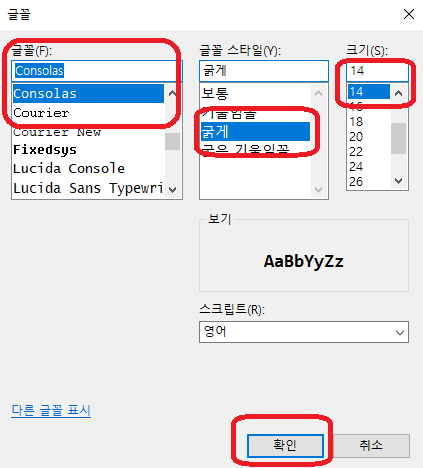 글꼴
글꼴(F):
Consolas
Consolas
Courier
Courier New
Fixedsys
Lucida Console
Lucida Sans Typewri
글꼴 스타일(Y):
굵게
보통
기울임꼴
굵게
굵은 기울임꼴
크기(S):
14
14
16
18
20
22
24
26
보기
AaBbYyZz
스크립트(R):
영어
다른 글꼴 표시
확인
취소